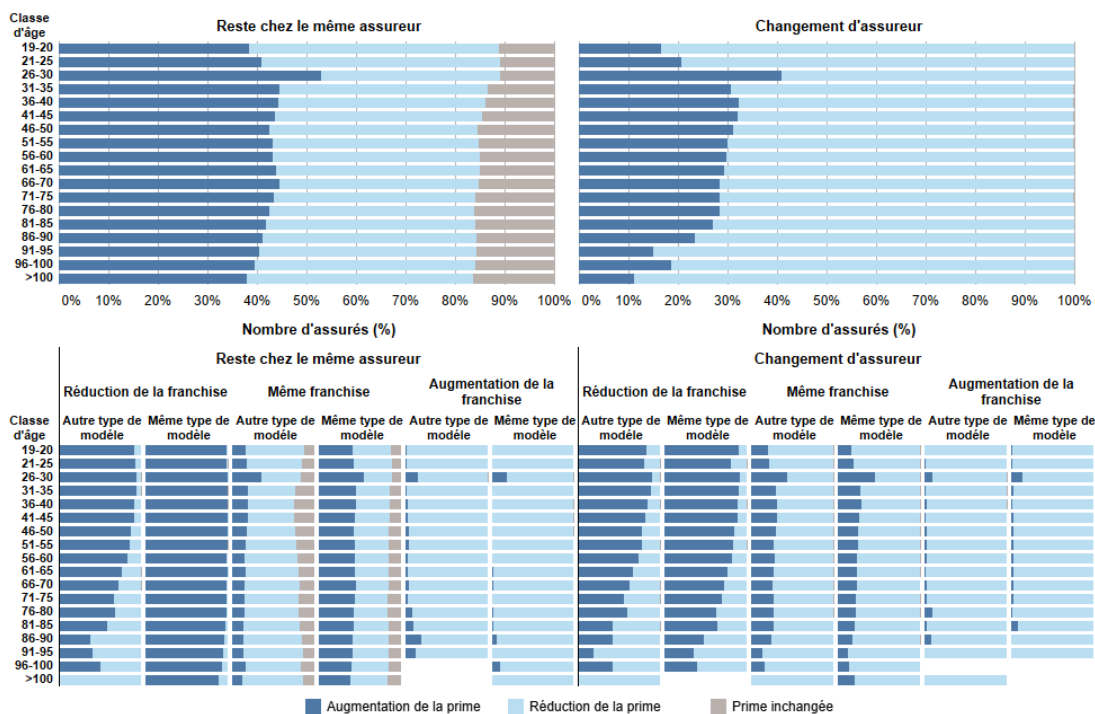 Classe d'âge
Reste chez le même assureur
Changement d'assureur
19-20
21-25
26-30
31-35
36-40
41-45
46-50
51-55
56-60
61-65
66-70
71-75
76-80
81-85
86-90
91-95
96-100
>100
0% 10% 20% 30% 40% 50% 60% 70% 80% 90% 100%
0% 10% 20% 30% 40% 50% 60% 70% 80% 90% 100%
Nombre d'assurés (%)
Nombre d'assurés (%)
Reste chez le même assureur
Changement d'assureur
Réduction de la franchise
Même franchise
Augmentation de la franchise
Réduction de la franchise
Même franchise
Augmentation de la franchise
Classe d'âge
Autre type de modéle
Même type de modèle
Autre type de modéle
Même type de modèle
Autre type de modéle
Même type de modèle
Autre type de modéle
Même type de modèle
Autre type de modéle
Même type de modèle
Autre type de modéle
Même type de modèle
19-20
21-25
26-30
31-35
36-40
41-45
46-50
51-55
56-60
61-65
66-70
71-75
76-80
81-85
86-90
91-95
96-100
>100
Augmentation de la prime
Réduction de la prime
Prime inchangée